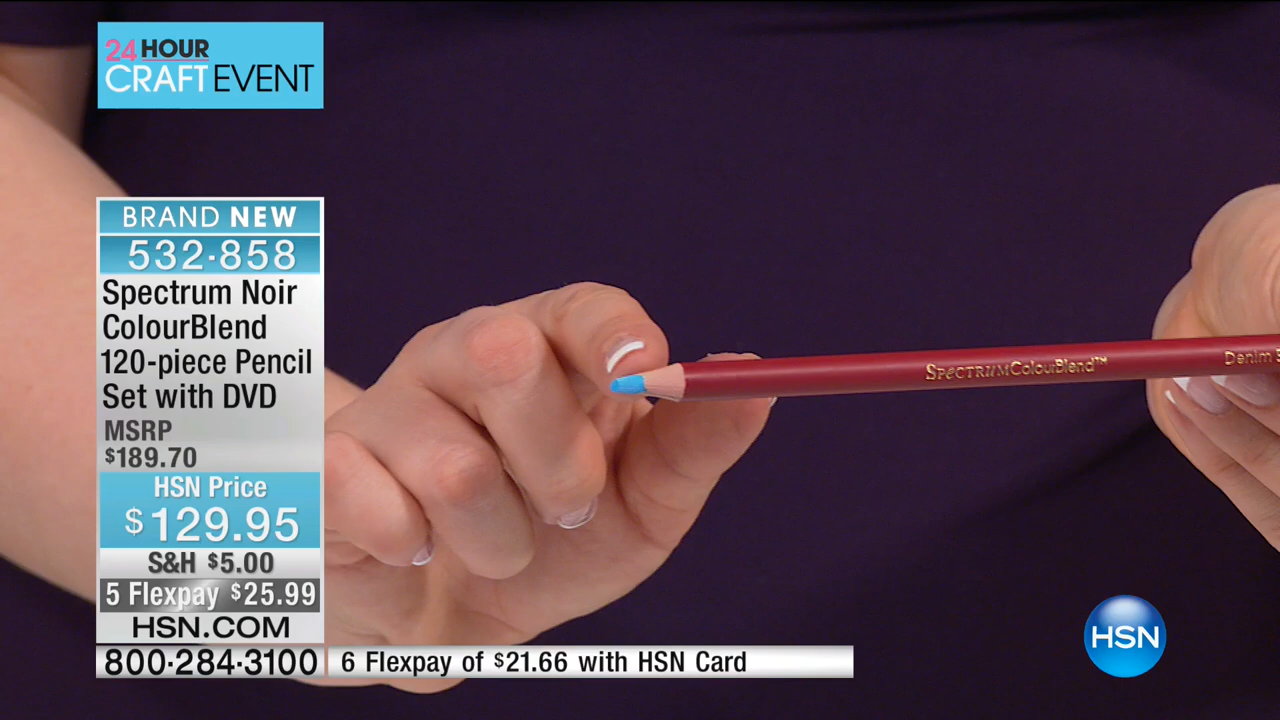 24 HOUR
CRAFT EVENT
BRAND NEW
532-858
Spectrum Noir
ColourBlend
120-piece Pencil
Set with DVD
MSRP
$189.70
HSN Price
$129.95
S&H $5.00
5 Flexpay $25.99
HSN.COM
800·284·3100
6 Flexpay of $21.66 with HSN Card
SPECTRUMColourBlend™
Denim
HSN